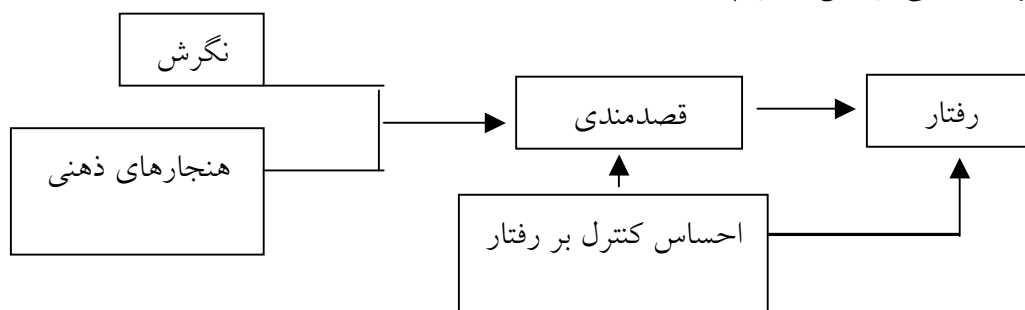 نگرش
قصدمندی
رفتار
هنجارهای ذهنی
احساس کنترل بر رفتار